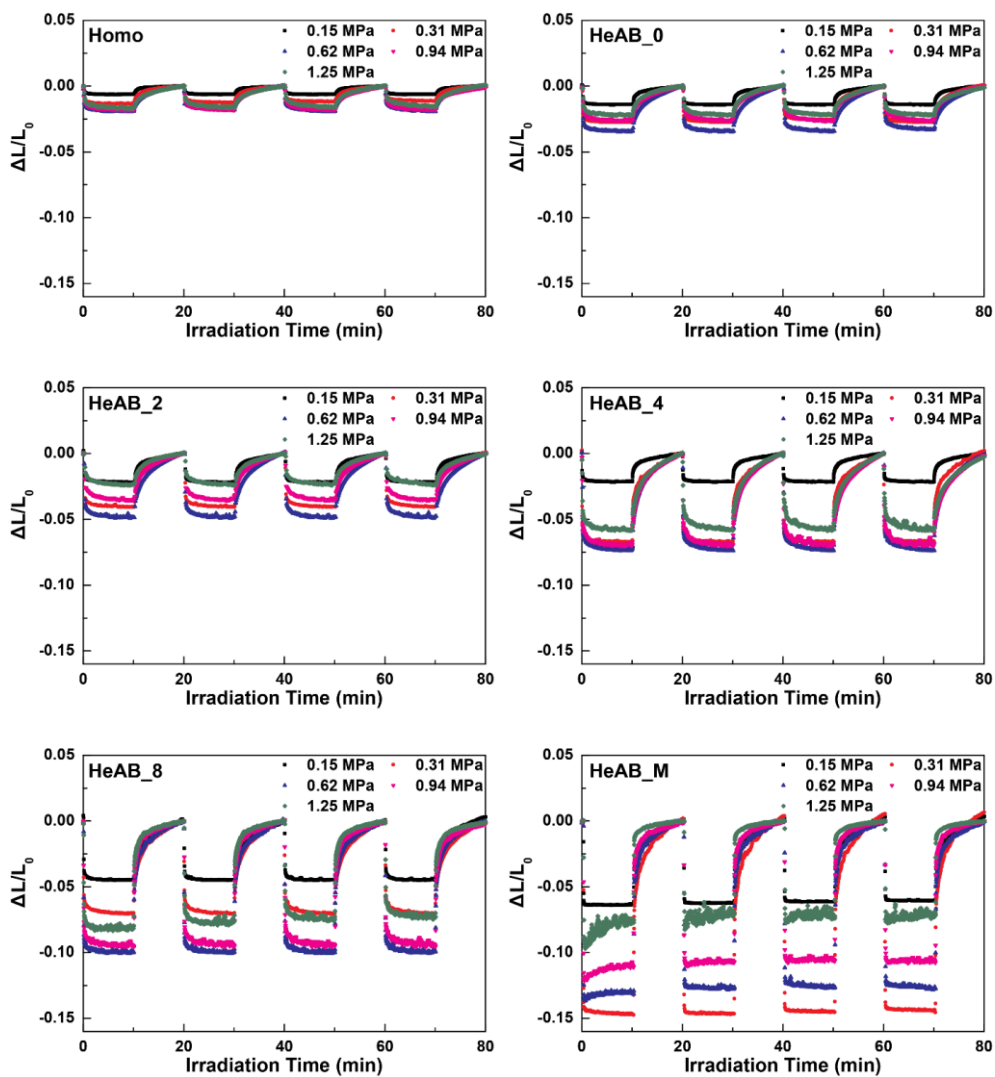 Homo
0.15 MPa 0.31 MPa
0.62 MPa 0.94 MPa
1.25 MPa
0.05
0.00
-0.05
-0.10
-0.15
ΔL/L0
0 20 40 60 80
Irradiation Time (min)
HeAB_0
0.15 MPa 0.31 MPa
0.62 MPa 0.94 MPa
1.25 MPa
0.05
0.00
-0.05
-0.10
-0.15
ΔL/L0
0 20 40 60 80
Irradiation Time (min)
HeAB_2
0.15 MPa 0.31 MPa
0.62 MPa 0.94 MPa
1.25 MPa
0.05
0.00
-0.05
-0.10
-0.15
ΔL/L0
0 20 40 60 80
Irradiation Time (min)
HeAB_4
0.15 MPa 0.31 MPa
0.62 MPa 0.94 MPa
1.25 MPa
0.05
0.00
-0.05
-0.10
-0.15
ΔL/L0
0 20 40 60 80
Irradiation Time (min)
HeAB_8
0.15 MPa 0.31 MPa
0.62 MPa 0.94 MPa
1.25 MPa
0.05
0.00
-0.05
-0.10
-0.15
ΔL/L0
0 20 40 60 80
Irradiation Time (min)
HeAB_M
0.15 MPa 0.31 MPa
0.62 MPa 0.94 MPa
1.25 MPa
0.05
0.00
-0.05
-0.10
-0.15
ΔL/L0
0 20 40 60 80
Irradiation Time (min)